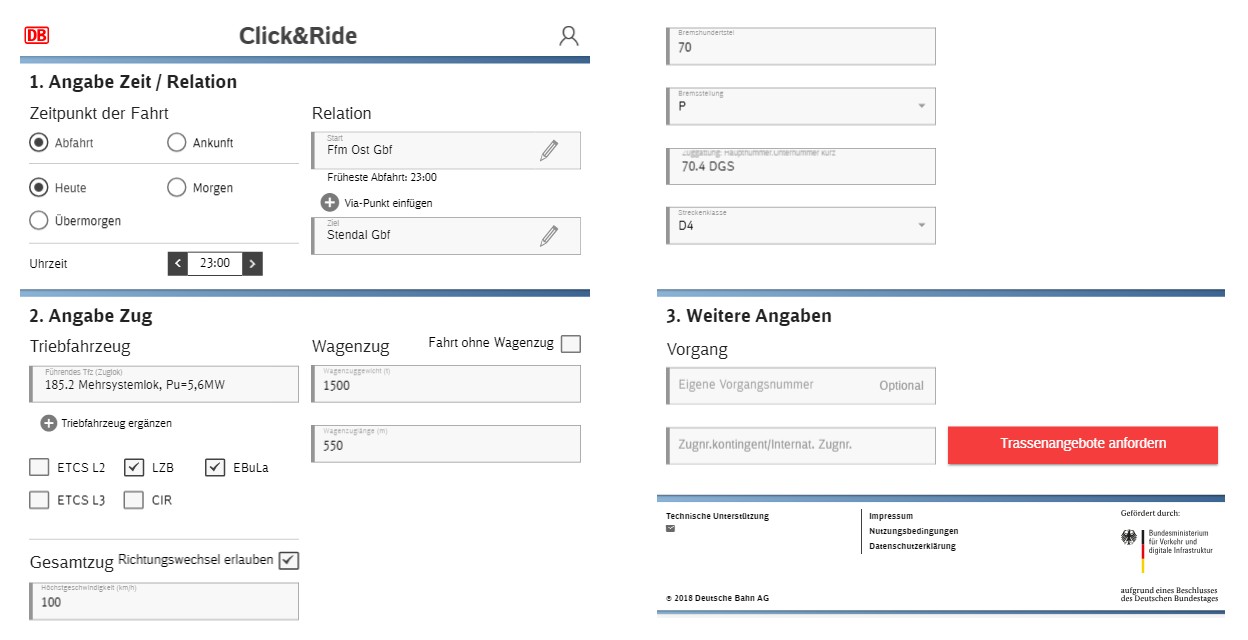 DB
Click&Ride
1. Angabe Zeit / Relation
Zeitpunkt der Fahrt
Abfahrt
Ankunft
Heute
Morgen
Übermorgen
Uhrzeit
< 23:00 >
Relation
Start
Ffm Ost Gbf
Früheste Abfahrt: 23:00
Via-Punkt einfügen
Ziel
Stendal Gbf
2. Angabe Zug
Triebfahrzeug
Führendes Tfz (Zuglok)
185.2 Mehrsystemlok, Pu=5,6MW
Triebfahrzeug ergänzen
ETCS L2
LZB
EBuLa
ETCS L3
CIR
Wagenzug
Fahrt ohne Wagenzug
Wagenzuggewicht (t)
1500
Wagenzuglänge (m)
550
Gesamtzug
Richtungswechsel erlauben
Höchstgeschwindigkeit (km/h)
100
Bremshundertstel
70
Bremsstellung
P
Zuggattung: Hauptnummer.Unternummer kurz
70.4 DGS
Streckenklasse
D4
3. Weitere Angaben
Vorgang
Eigene Vorgangsnummer
Optional
Zugnr.kontingent/Internat. Zugnr.
Trassenangebote anfordern
Technische Unterstützung
Impressum
Nutzungsbedingungen
Datenschutzerklärung
© 2018 Deutsche Bahn AG
Gefördert durch:
Bundesministerium
für Verkehr und
digitale Infrastruktur
aufgrund eines Beschlusses
des Deutschen Bundestages